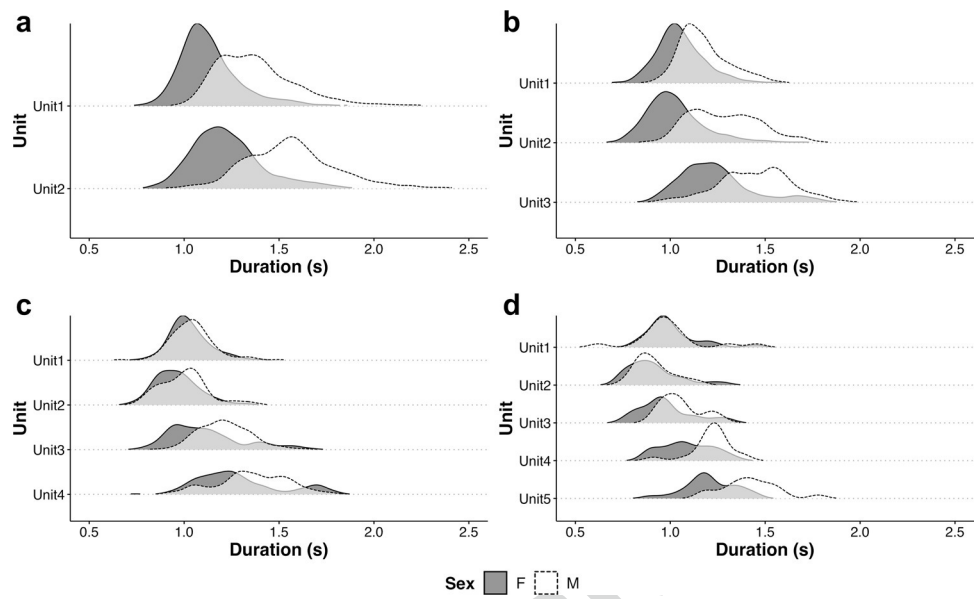 a
Unit
Unit1
Unit2
0.5 1.0 1.5 2.0 2.5
Duration (s)
b
Unit
Unit1
Unit2
Unit3
0.5 1.0 1.5 2.0 2.5
Duration (s)
c
Unit
Unit1
Unit2
Unit3
Unit4
0.5 1.0 1.5 2.0 2.5
Duration (s)
d
Unit
Unit1
Unit2
Unit3
Unit4
Unit5
0.5 1.0 1.5 2.0 2.5
Duration (s)
Sex F M